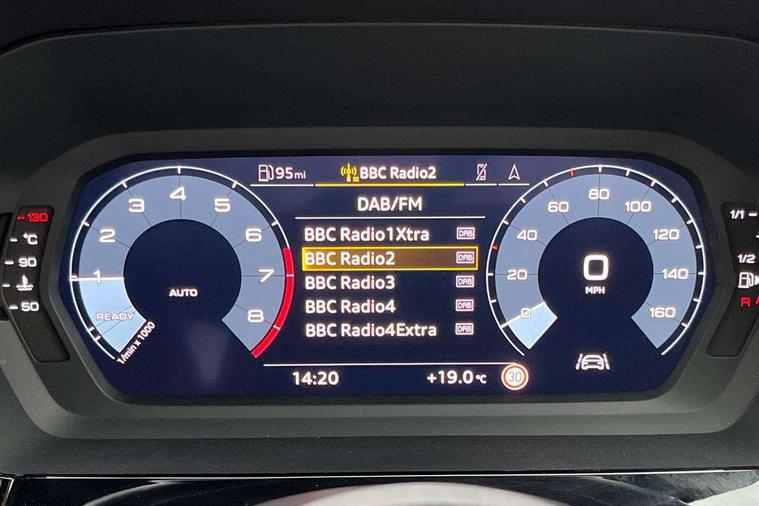 95mi
BBC Radio2
DAB/FM
BBC Radio1Xtra DAB
BBC Radio2 DAB
BBC Radio3 DAB
BBC Radio4 DAB
BBC Radio4Extra DAB
14:20
+19.0 °C
30
1
2
3
4
5
6
7
8
READY
AUTO
1/min x 1000
0
20
40
60
80
100
120
140
160
0
MPH
130
°C
90
50
1/1
1/2
R